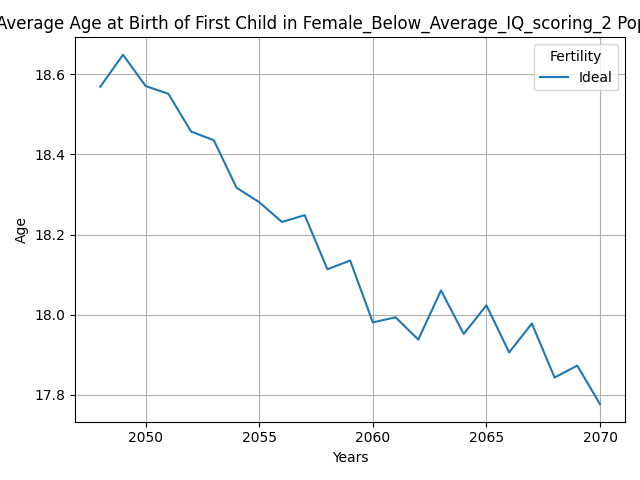 Average Age at Birth of First Child in Female_Below_Average_IQ_scoring_2 Pop
Fertility
Ideal
18.6
18.4
18.2
18.0
17.8
Age
2050 2055 2060 2065 2070
Years